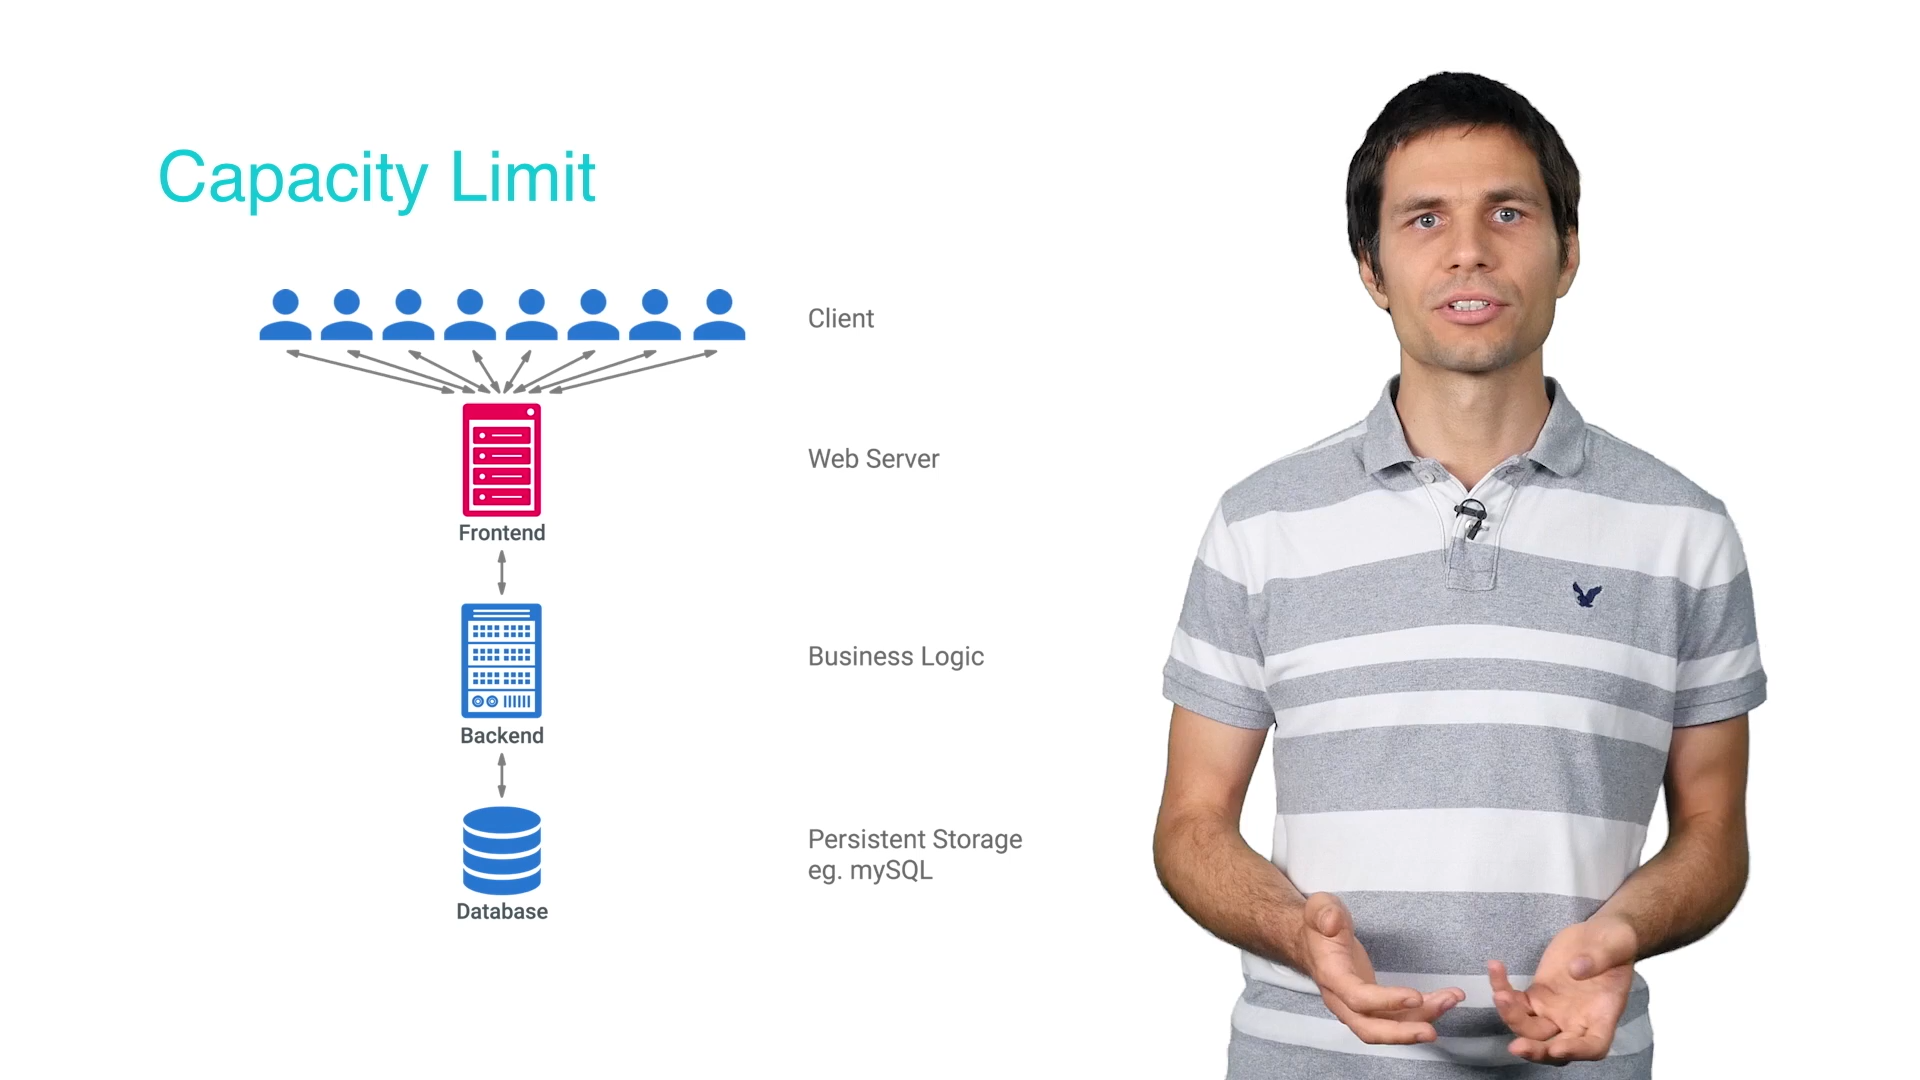 Capacity Limit
Client
Web Server
Frontend
Business Logic
Backend
Persistent Storage
eg. mySQL
Database